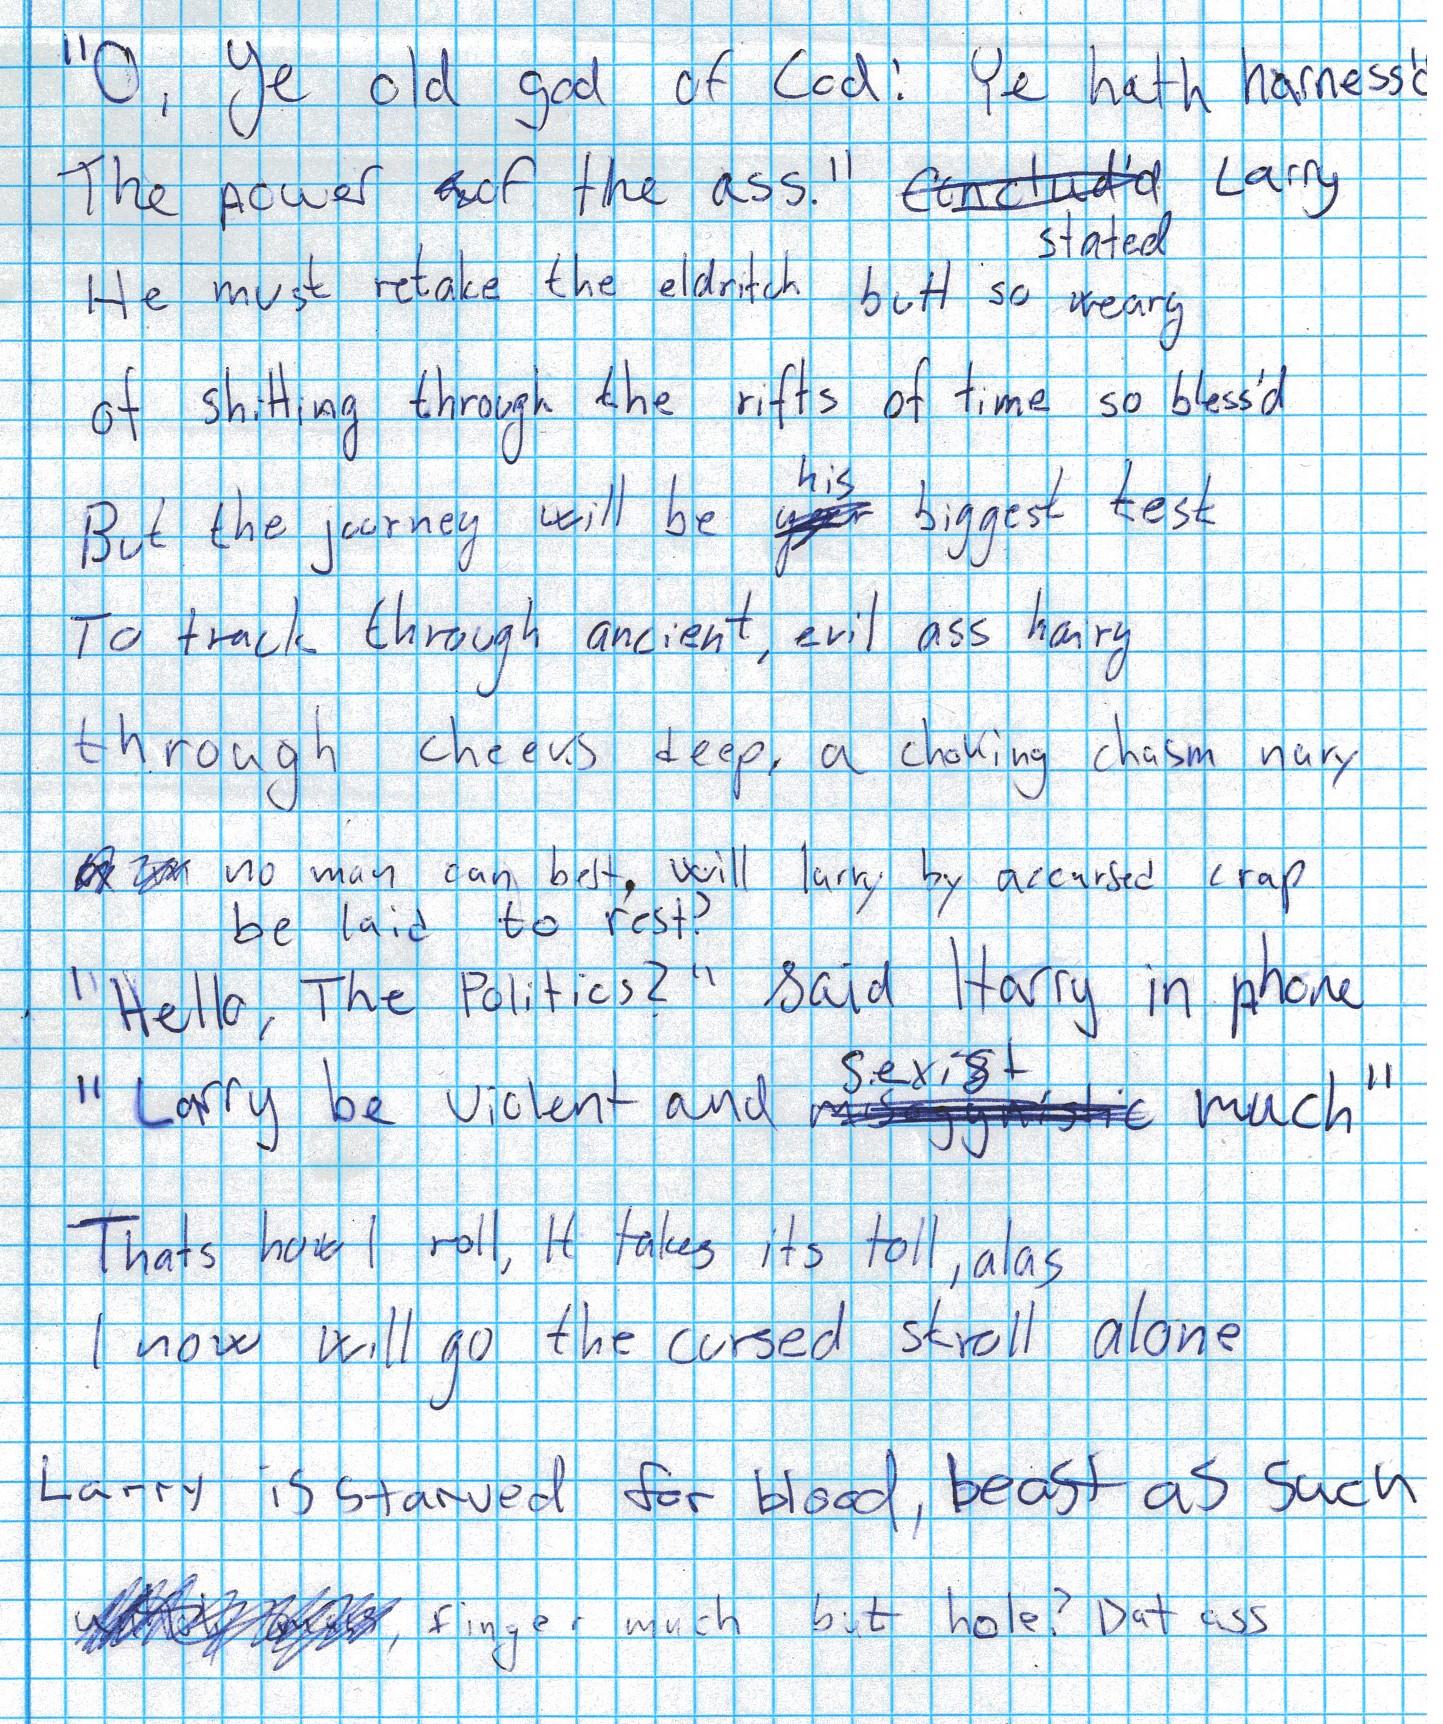 "O, Ye old god of Cod! Ye hath harness'd
The power of the ass!" Larry
stated
He must retake the eldritch butt so weary
of shitting through the rifts of time so bless'd
his
But the journey will be biggest test
To track through ancient, evil ass hairy
through cheeks deep, a choking chasm nary
no man can best, will larry by accursed crap
be laid to rest?
"Hello, The Politics?" said Harry in phone
sexist
"Larry be violent and misogynistic much"
Thats how I roll, It takes its toll, alas
I now will go the cursed stroll alone
Larry is starved for blood, beast as such
, finger much but hole? Dat ass